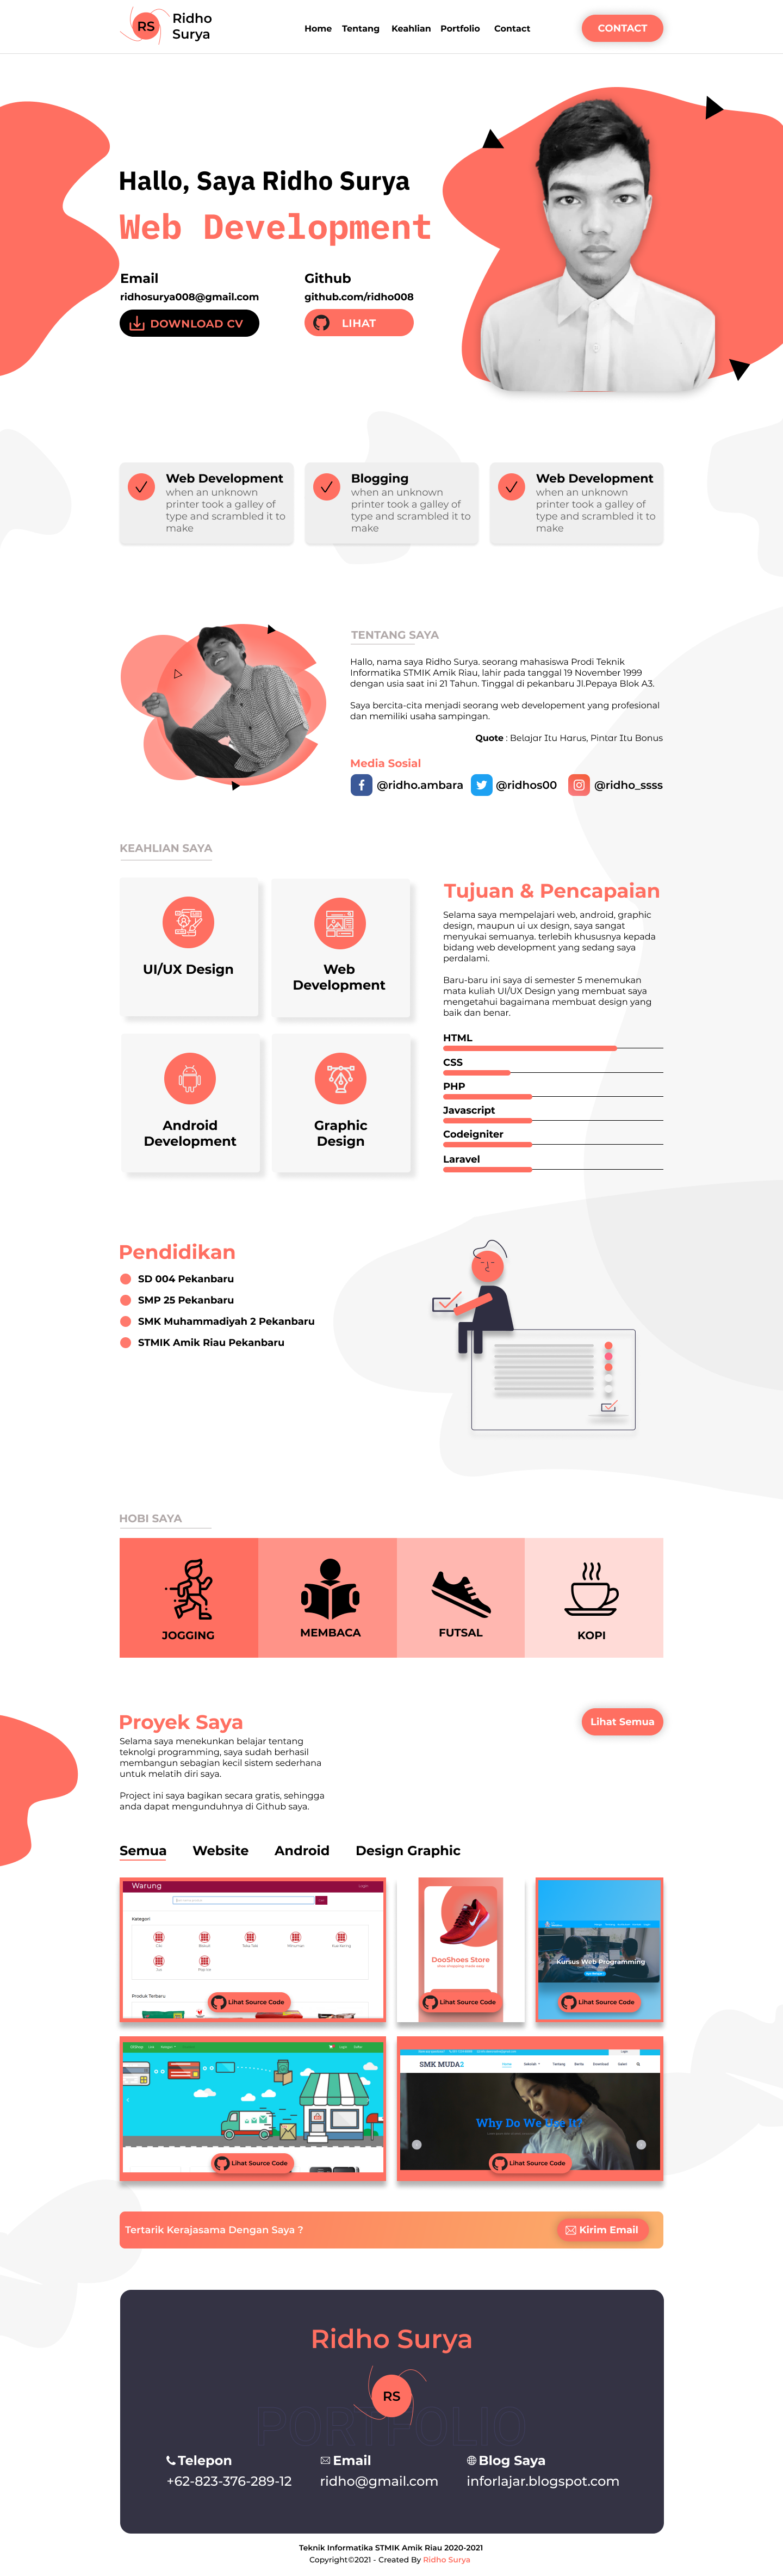 RS
Ridho
Surya
Home Tentang Keahlian Portfolio Contact
CONTACT
Hallo, Saya Ridho Surya
Web Development
Email
ridhosurya008@gmail.com
DOWNLOAD CV
Github
github.com/ridho008
LIHAT
Web Development
when an unknown
printer took a galley of
type and scrambled it to
make
Blogging
when an unknown
printer took a galley of
type and scrambled it to
make
Web Development
when an unknown
printer took a galley of
type and scrambled it to
make
TENTANG SAYA
Hallo, nama saya Ridho Surya. seorang mahasiswa Prodi Teknik
Informatika STMIK Amik Riau, lahir pada tanggal 19 November 1999
dengan usia saat ini 21 Tahun. Tinggal di pekanbaru Jl.Pepaya Blok A3.
Saya bercita-cita menjadi seorang web developement yang profesional
dan memiliki usaha sampingan.
Quote : Belajar Itu Harus, Pintar Itu Bonus
Media Sosial
@ridho.ambara @ridhos00 @ridho_ssss
KEAHLIAN SAYA
UI/UX Design
Web
Development
Android
Development
Graphic
Design
Tujuan & Pencapaian
Selama saya mempelajari web, android, graphic
design, maupun ui ux design, saya sangat
menyukai semuanya. terlebih khususnya kepada
bidang web development yang sedang saya
perdalami.
Baru-baru ini saya di semester 5 menemukan
mata kuliah UI/UX Design yang membuat saya
mengetahui bagaimana membuat design yang
baik dan benar.
HTML
CSS
PHP
Javascript
Codeigniter
Laravel
Pendidikan
SD 004 Pekanbaru
SMP 25 Pekanbaru
SMK Muhammadiyah 2 Pekanbaru
STMIK Amik Riau Pekanbaru
HOBI SAYA
JOGGING
MEMBACA
FUTSAL
KOPI
Proyek Saya
Lihat Semua
Selama saya menekunkan belajar tentang
teknolgi programming, saya sudah berhasil
membangun sebagian kecil sistem sederhana
untuk melatih diri saya.
Project ini saya bagikan secara gratis, sehingga
anda dapat mengunduhnya di Github saya.
Semua Website Android Design Graphic
Warung
Login
Kategori
Produk Terbaru
Lihat Source Code
DooShoes Store
Lihat Source Code
Kursus Web Programming
Lihat Source Code
Lihat Source Code
SMK MUDA2
Home Sekolah Tentang Berita Download Galeri
Why Do We Use It?
Lihat Source Code
Tertarik Kerajasama Dengan Saya ?
Kirim Email
Ridho Surya
RS
PORTFOLIO
Telepon
+62-823-376-289-12
Email
ridho@gmail.com
Blog Saya
inforlajar.blogspot.com
Teknik Informatika STMIK Amik Riau 2020-2021
Copyright©2021 - Created By Ridho Surya